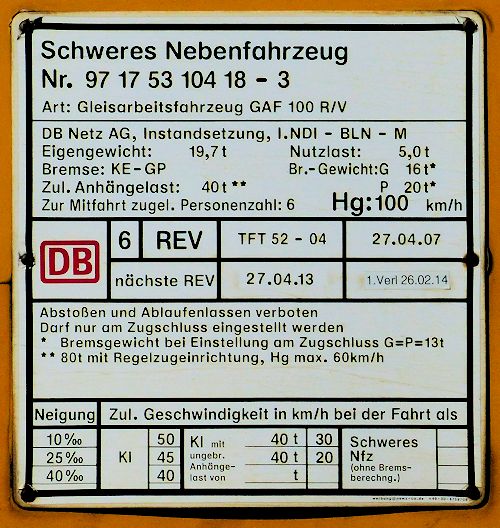 Schweres Nebenfahrzeug
Nr. 97 17 53 104 18 - 3
Art: Gleisarbeitsfahrzeug GAF 100 R/V
DB Netz AG, Instandsetzung, I.NDI - BLN - M
Eigengewicht: 19,7t Nutzlast: 5,0t
Bremse: KE-GP Br.-Gewicht:G 16t*
Zul. Anhängelast: 40t** P 20t*
Zur Mitfahrt zugel. Personenzahl: 6 Hg:100 km/h
DB 6 REV TFT 52 - 04 27.04.07
nächste REV 27.04.13 1.Verl 26.02.14
Abstoßen und Ablaufenlassen verboten
Darf nur am Zugschluss eingestellt werden
* Bremsgewicht bei Einstellung am Zugschluss G=P=13t
** 80t mit Regelzugeinrichtung, Hg max. 60km/h
Neigung Zul. Geschwindigkeit in km/h bei der Fahrt als
10‰ 50 Kl mit 40 t 30 Schweres
25‰ Kl 45 ungebr. 40 t 20 Nfz
40‰ 40 Anhänge- t (ohne Brems-
last von berechng.)